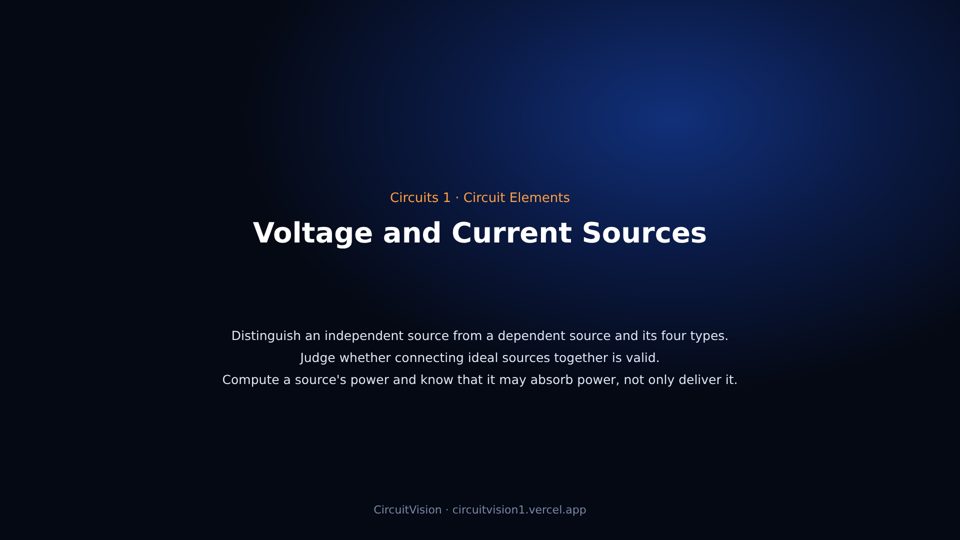 Circuits 1 · Circuit Elements
Voltage and Current Sources
Distinguish an independent source from a dependent source and its four types.
Judge whether connecting ideal sources together is valid.
Compute a source's power and know that it may absorb power, not only deliver it.
CircuitVision · circuitvision1.vercel.app